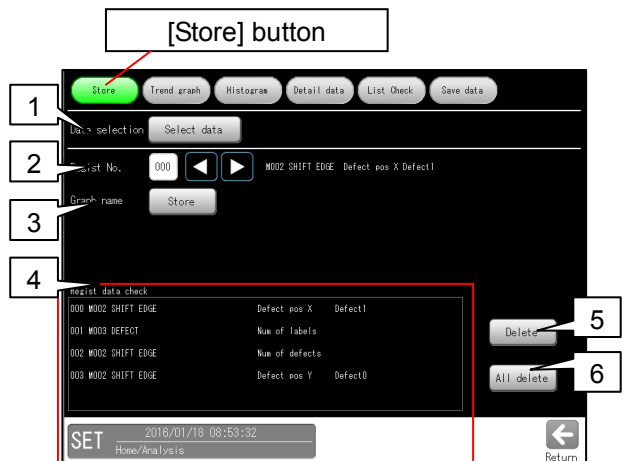 [Store] button
Store Trend graph Histogram Detail data List Check Save data
1
Data selection Select data
2
Regist No. 000 M002 SHIFT EDGE Defect pos X Defect1
3
Graph name Store
4
Regist data check
000 M002 SHIFT EDGE Defect pos X Defect1
001 M003 DEFECT Num of labels
002 M002 SHIFT EDGE Num of defects
003 M002 SHIFT EDGE Defect pos Y Defect0
Delete 5
All delete 6
SET 2016/01/18 08:53:32
Home/Analysis
Return